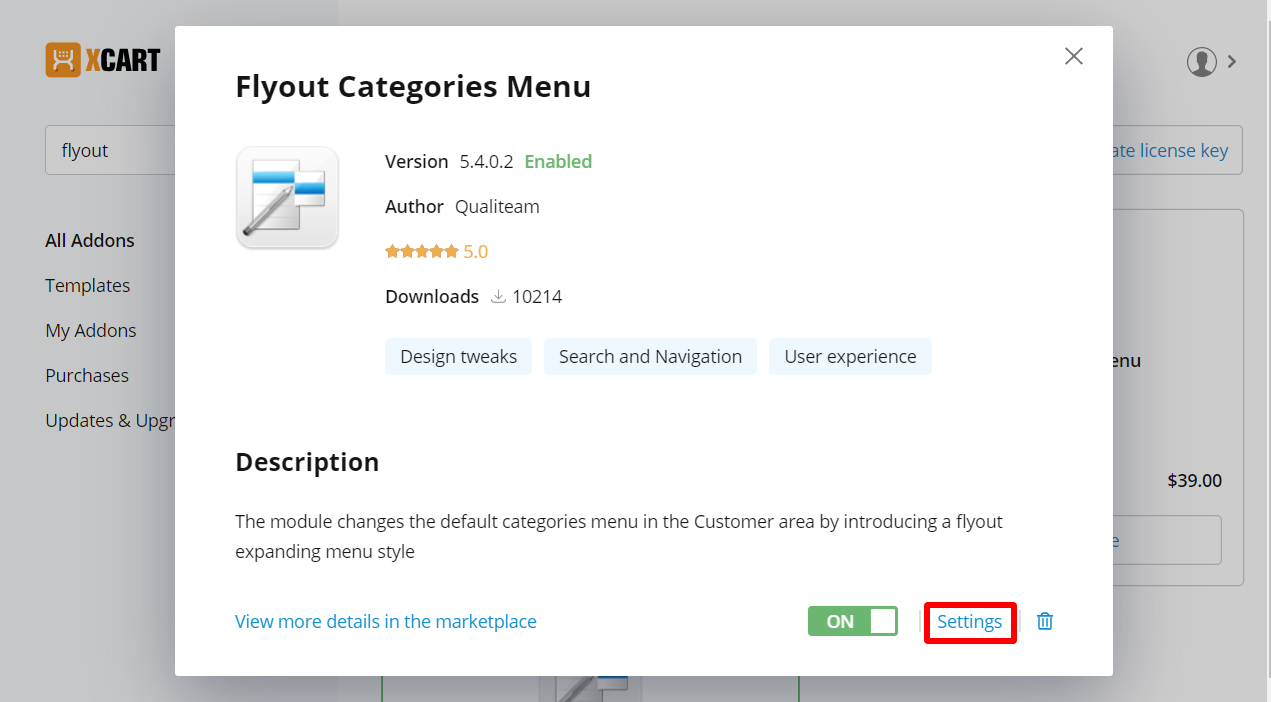 XCART
flyout
ate license key
All Addons
Templates
My Addons
Purchases
Updates & Upgr
enu
$39.00
e
Flyout Categories Menu
Version 5.4.0.2 Enabled
Author Qualiteam
5.0
Downloads 10214
Design tweaks Search and Navigation User experience
Description
The module changes the default categories menu in the Customer area by introducing a flyout
expanding menu style
View more details in the marketplace ON Settings